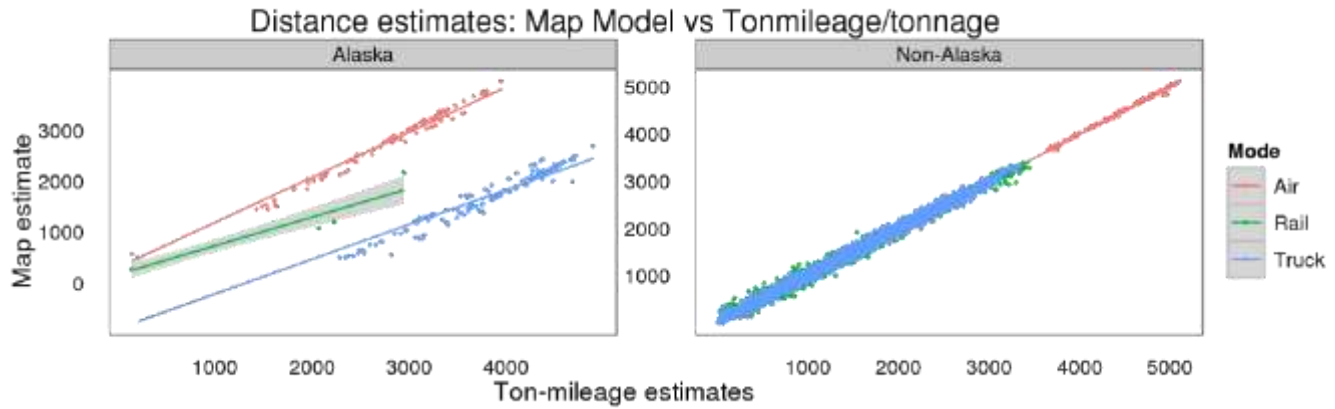 Distance estimates: Map Model vs Tonmileage/tonnage
Alaska
Non-Alaska
Map estimate
3000
2000
1000
0
5000
4000
3000
2000
1000
1000 2000 3000 4000
1000 2000 3000 4000 5000
Ton-mileage estimates
Mode
Air
Rail
Truck